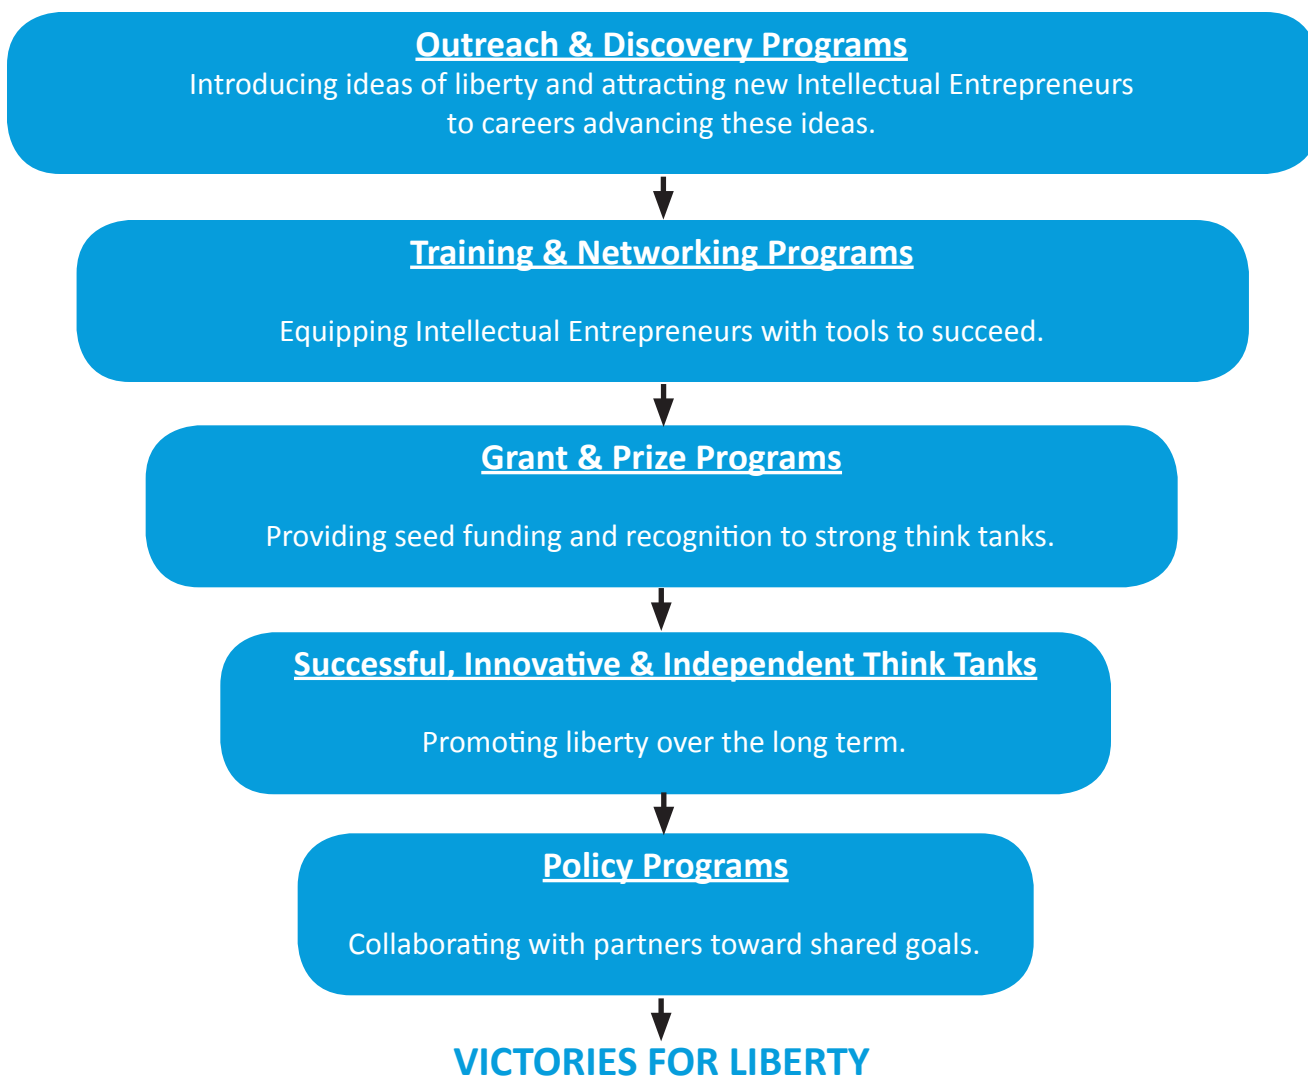 Outreach & Discovery Programs
Introducing ideas of liberty and attracting new Intellectual Entrepreneurs
to careers advancing these ideas.
Training & Networking Programs
Equipping Intellectual Entrepreneurs with tools to succeed.
Grant & Prize Programs
Providing seed funding and recognition to strong think tanks.
Successful, Innovative & Independent Think Tanks
Promoting liberty over the long term.
Policy Programs
Collaborating with partners toward shared goals.
VICTORIES FOR LIBERTY